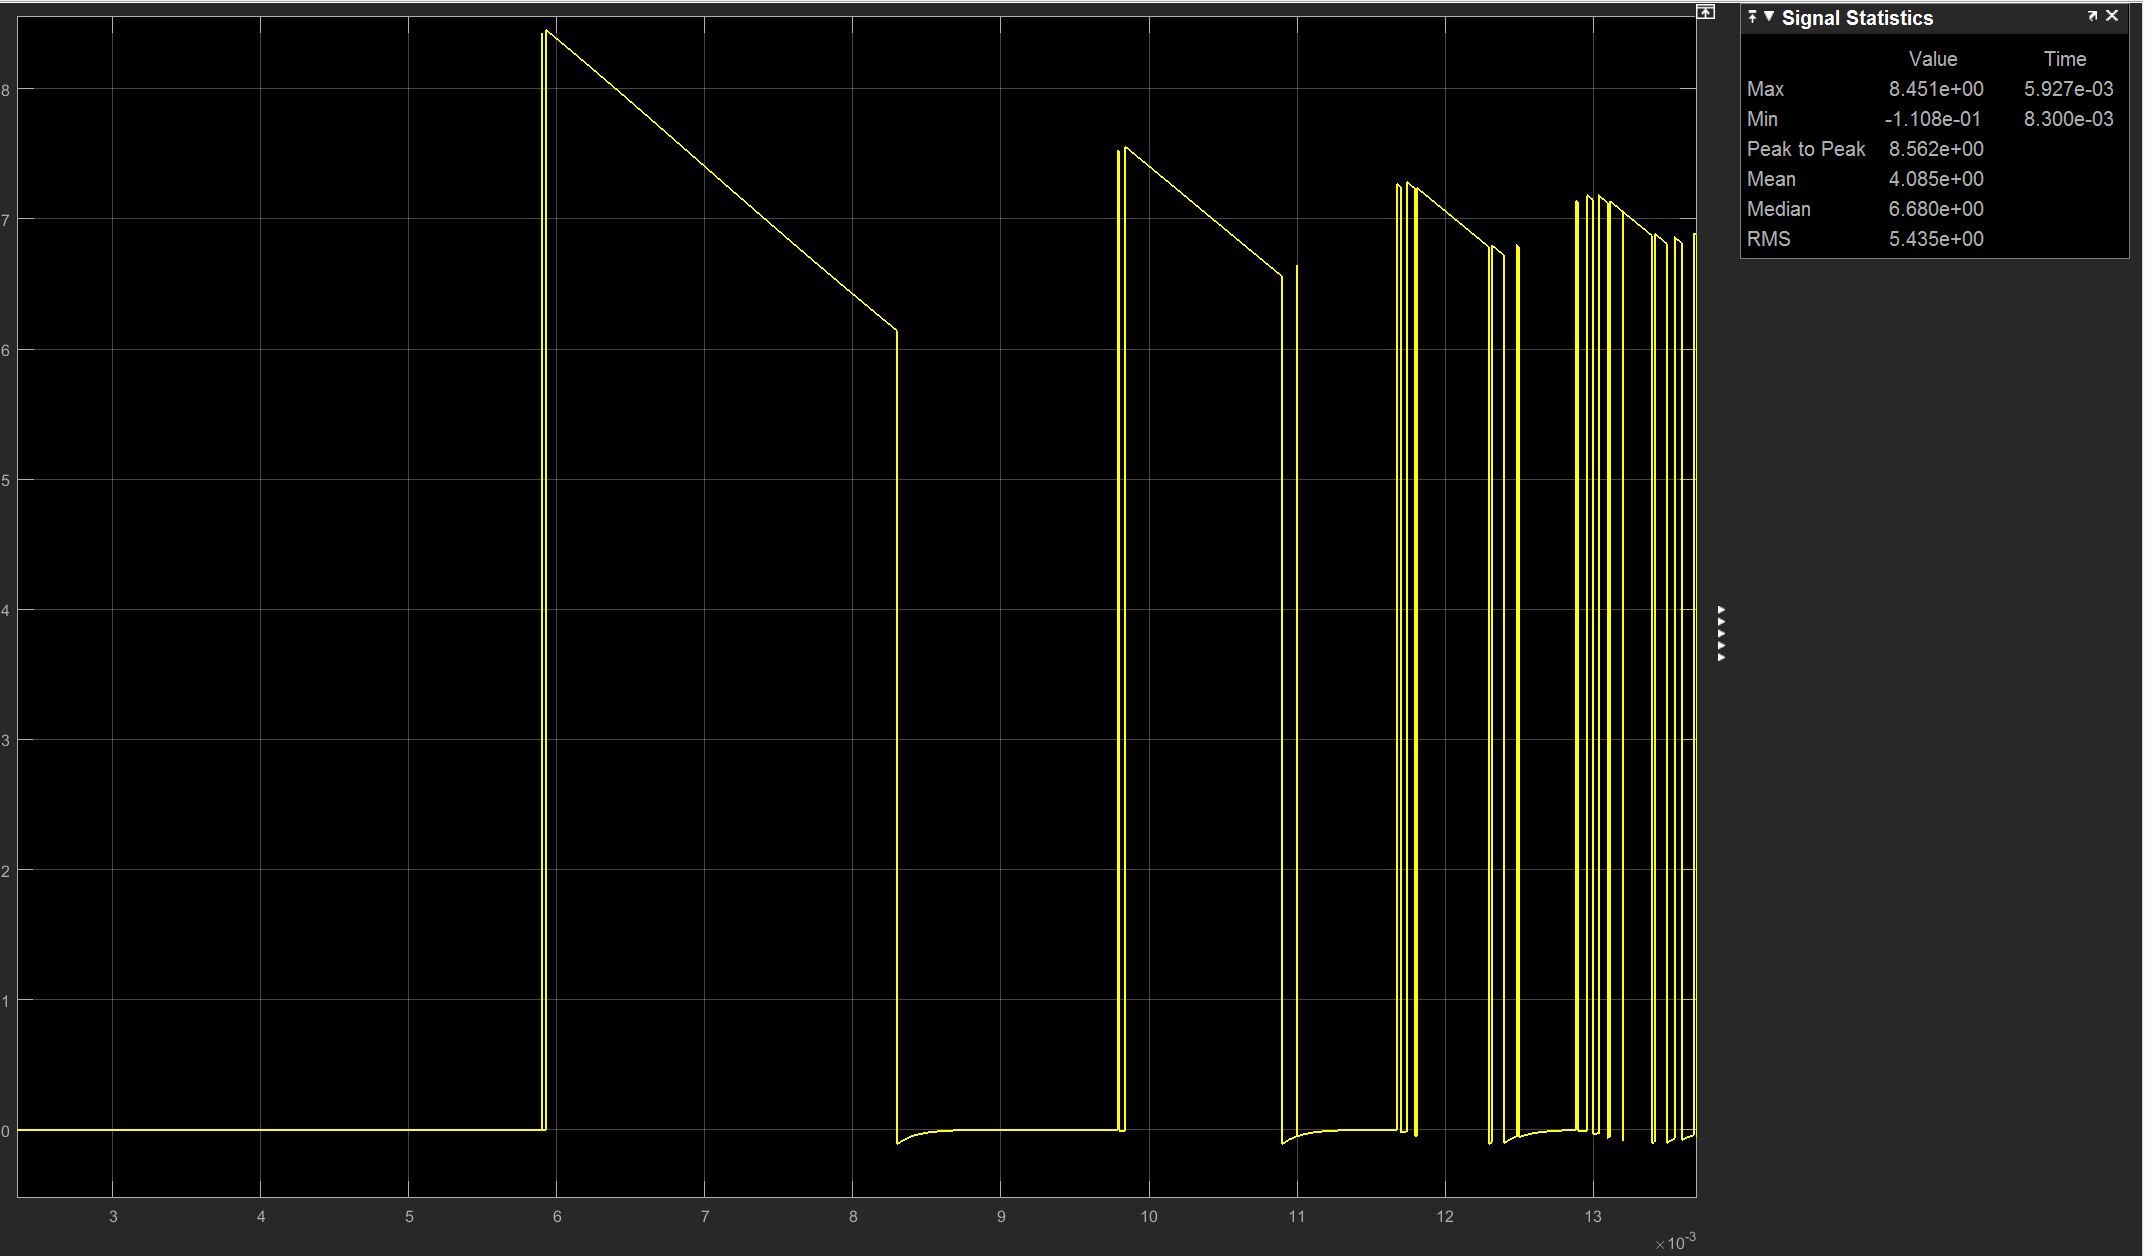 Signal Statistics
Value Time
Max 8.451e+00 5.927e-03
Min -1.108e-01 8.300e-03
Peak to Peak 8.562e+00
Mean 4.085e+00
Median 6.680e+00
RMS 5.435e+00
8
7
6
5
4
3
2
1
0
3 4 5 6 7 8 9 10 11 12 13
×10-3